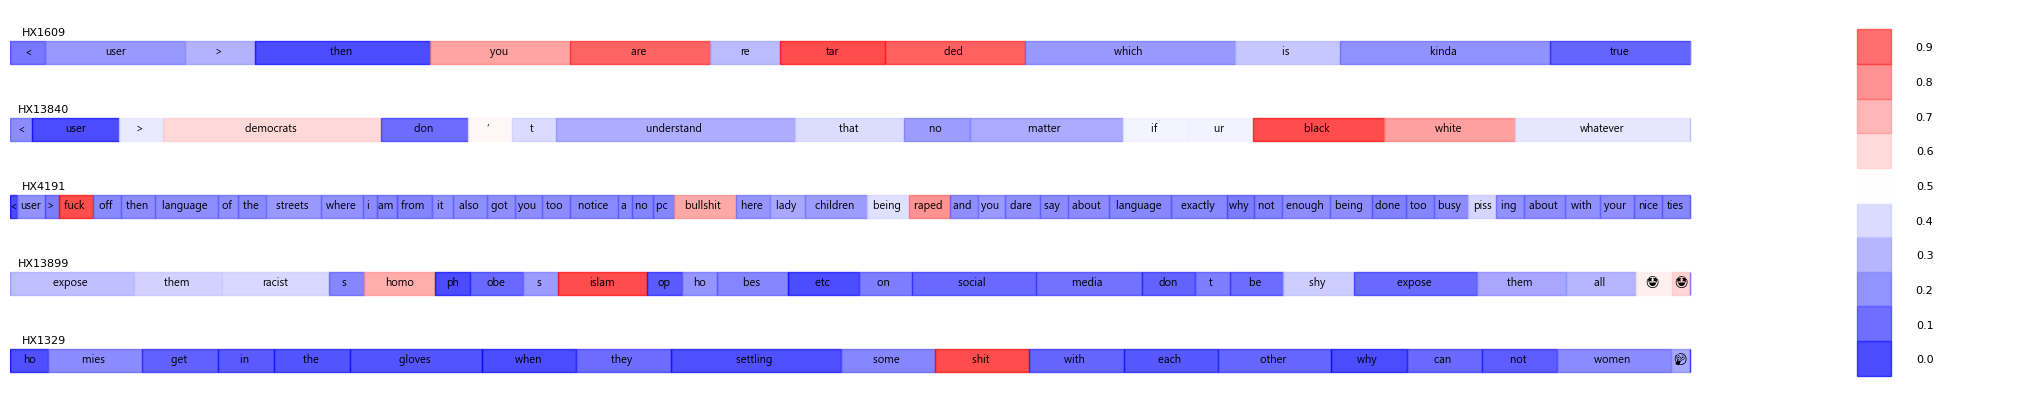 HX1609
< user > then you are re tar ded which is kinda true
HX13840
< user > democrats don ' t understand that no matter if ur black white whatever
HX4191
< user > fuck off then language of the streets where i am from it also got you too notice a no pc bullshit here lady children being raped and you dare say about language exactly why not enough being done too busy piss ing about with your nice ties
HX13899
expose them racist s homo ph obe s islam op ho bes etc on social media don t be shy expose them all 🤩 🤩
HX1329
ho mies get in the gloves when they settling some shit with each other why can not women
0.9
0.8
0.7
0.6
0.5
0.4
0.3
0.2
0.1
0.0